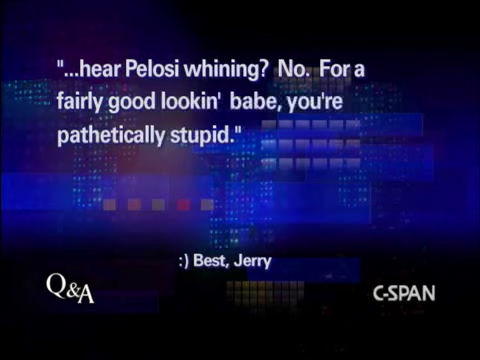 "...hear Pelosi whining?  No.  For a
fairly good lookin'  babe, you're
pathetically stupid."
:) Best, Jerry
Q&A
C-SPAN